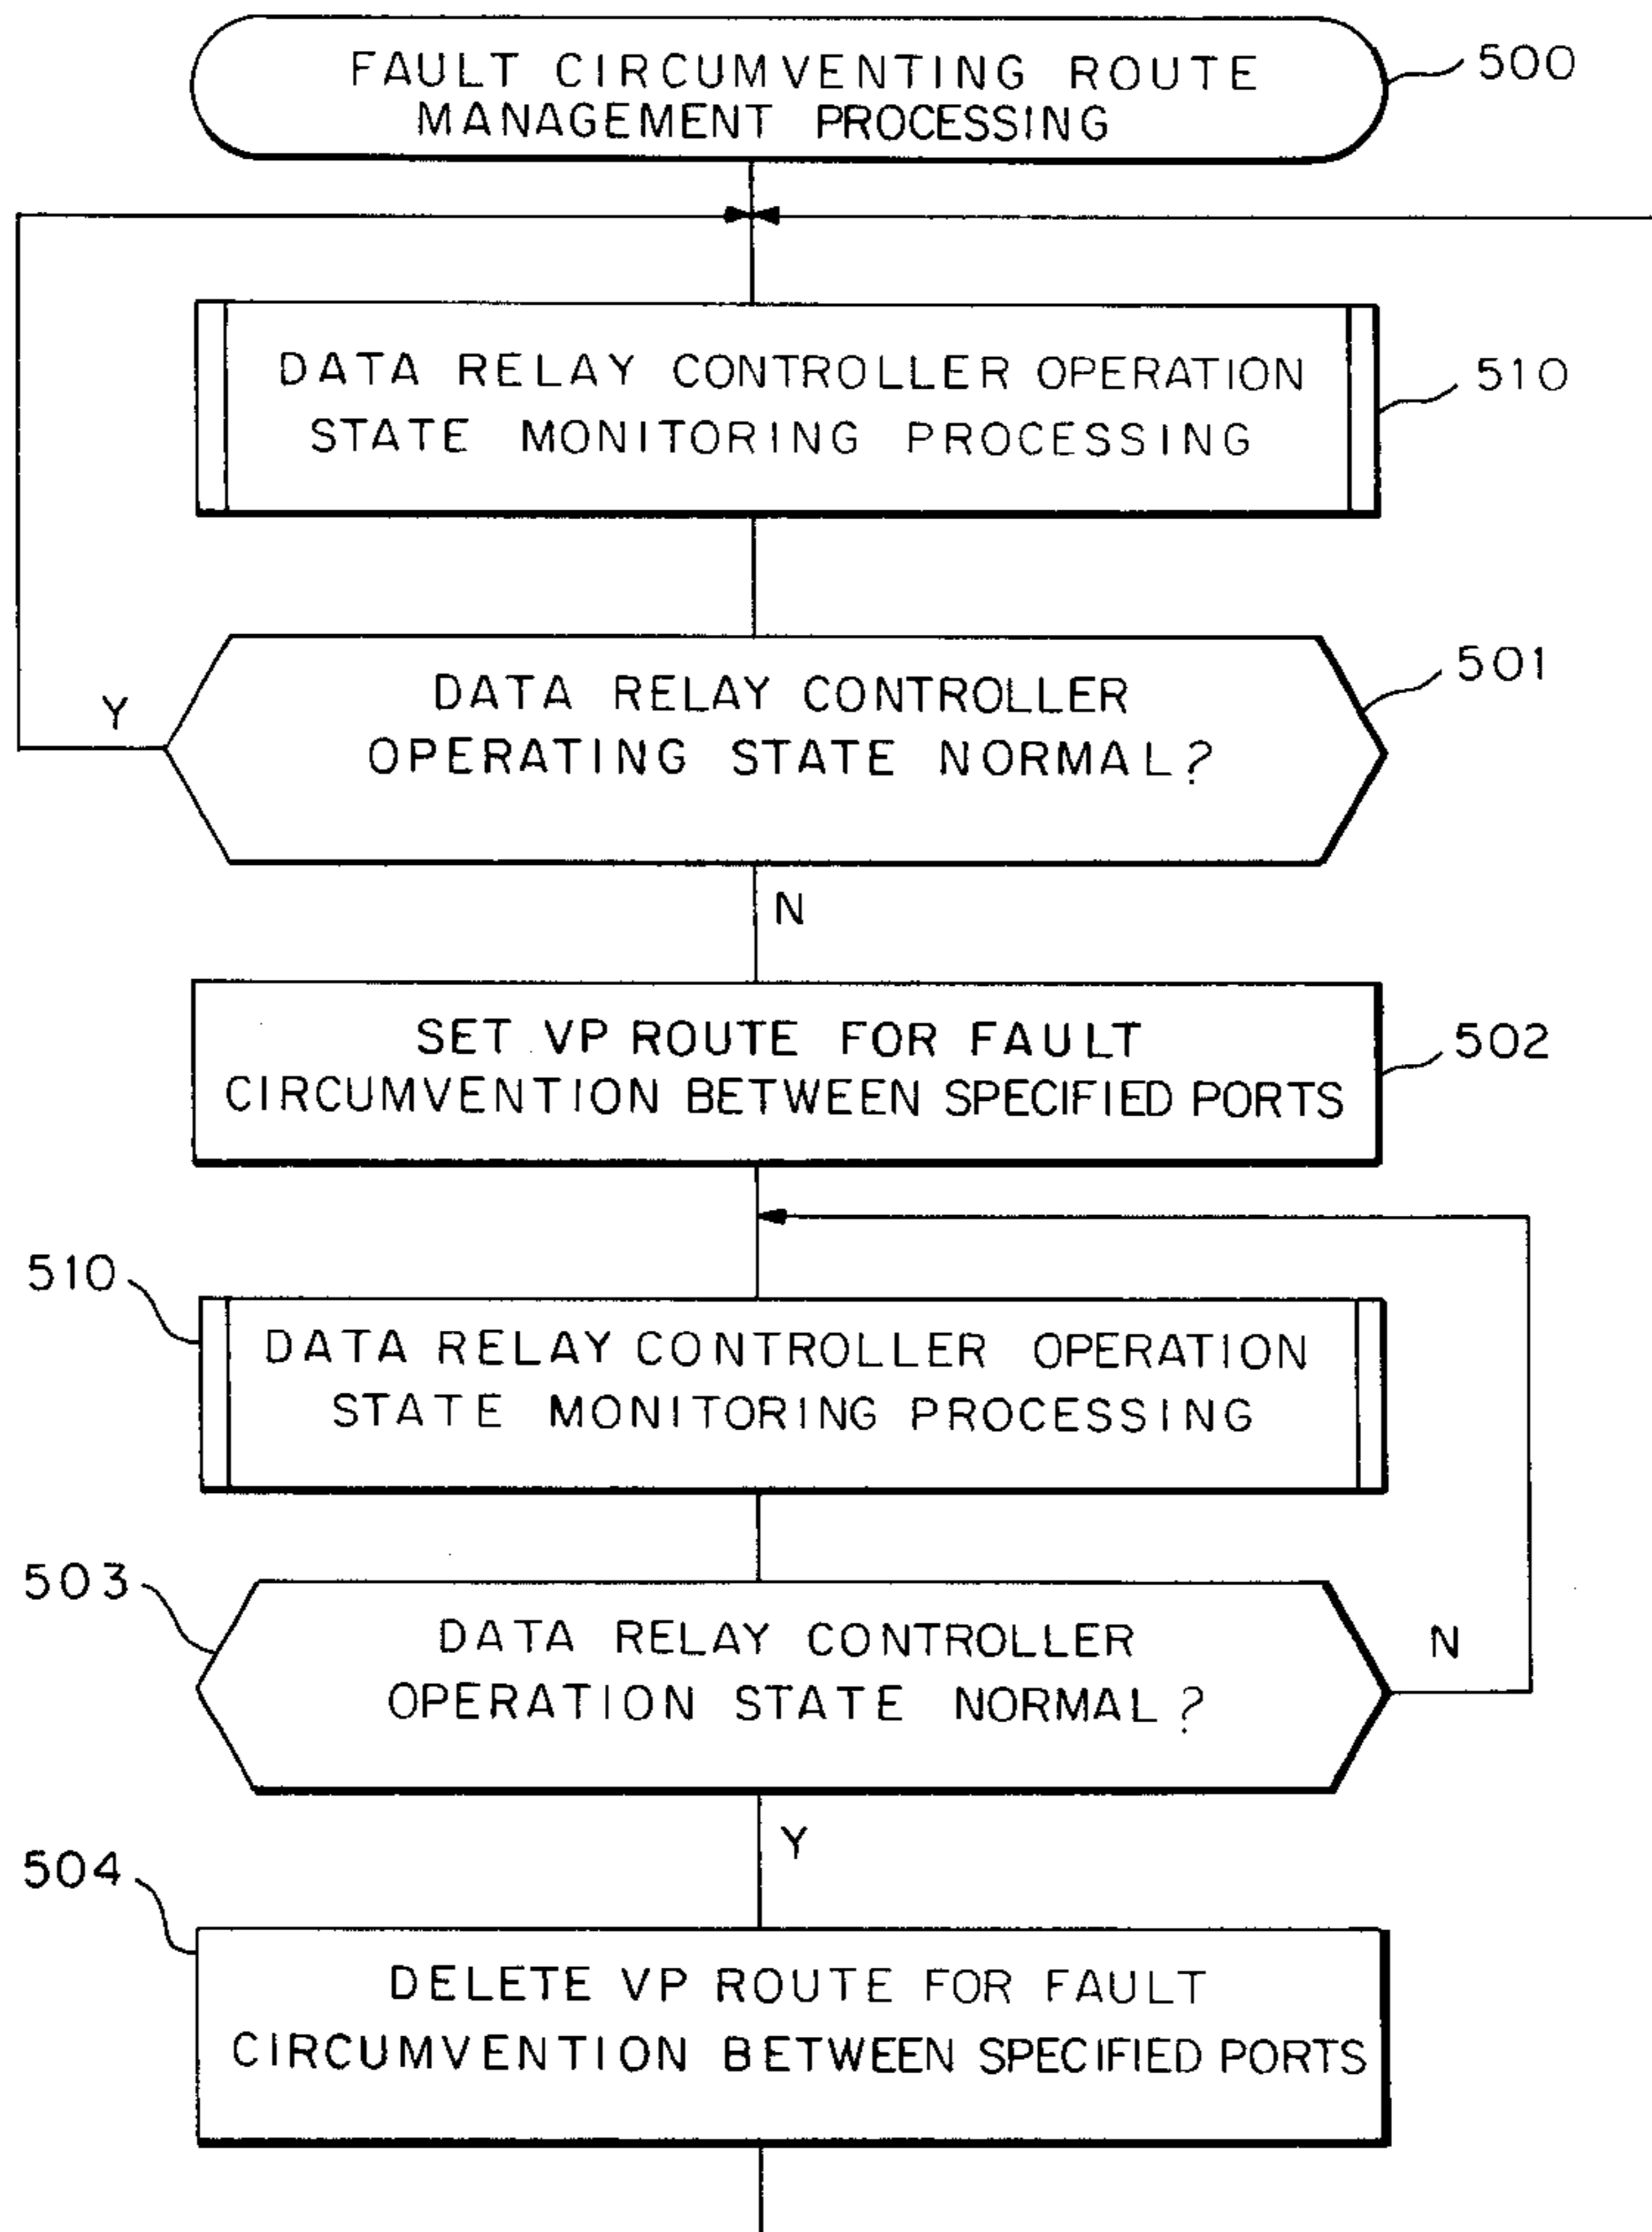 FAULT CIRCUMVENTING ROUTE
MANAGEMENT PROCESSING
500
DATA RELAY CONTROLLER OPERATION
STATE MONITORING PROCESSING
510
DATA RELAY CONTROLLER
OPERATING STATE NORMAL?
501
Y
N
SET VP ROUTE FOR FAULT
CIRCUMVENTION BETWEEN SPECIFIED PORTS
502
510
DATA RELAY CONTROLLER OPERATION
STATE MONITORING PROCESSING
503
DATA RELAY CONTROLLER
OPERATION STATE NORMAL?
N
Y
504
DELETE VP ROUTE FOR FAULT
CIRCUMVENTION BETWEEN SPECIFIED PORTS